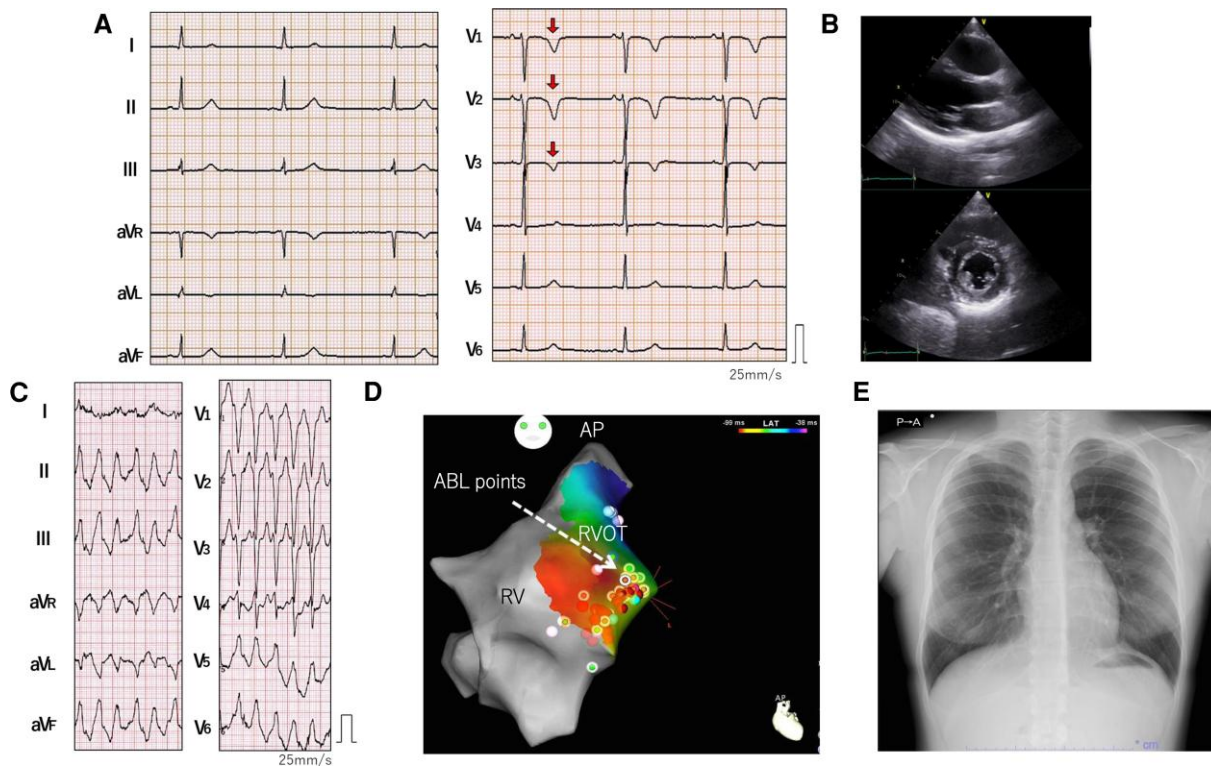 A
I
II
III
aVR
aVL
aVF
V1
V2
V3
V4
V5
V6
25mm/s
B
V
V
C
I
II
III
aVR
aVL
aVF
V1
V2
V3
V4
V5
V6
25mm/s
D
AP
-99 ms LAT -38 ms
ABL points
RVOT
RV
AP
E
P→A
cm